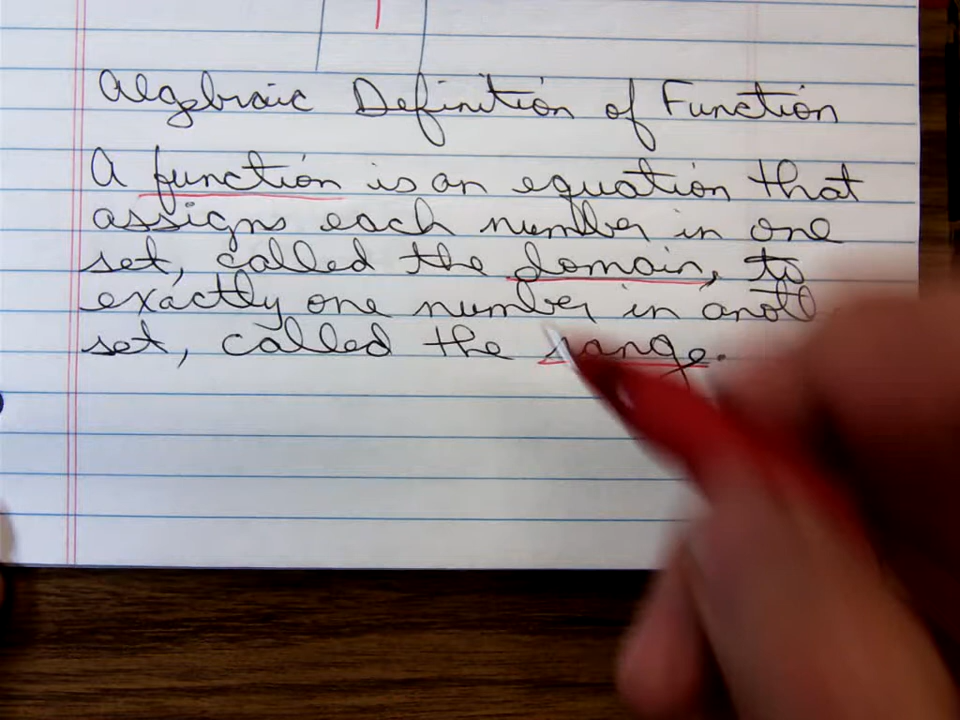 Algebraic Definition of Function
A function is an equation that
assigns each number in one
set, called the domain, to
exactly one number in
set, called the range.